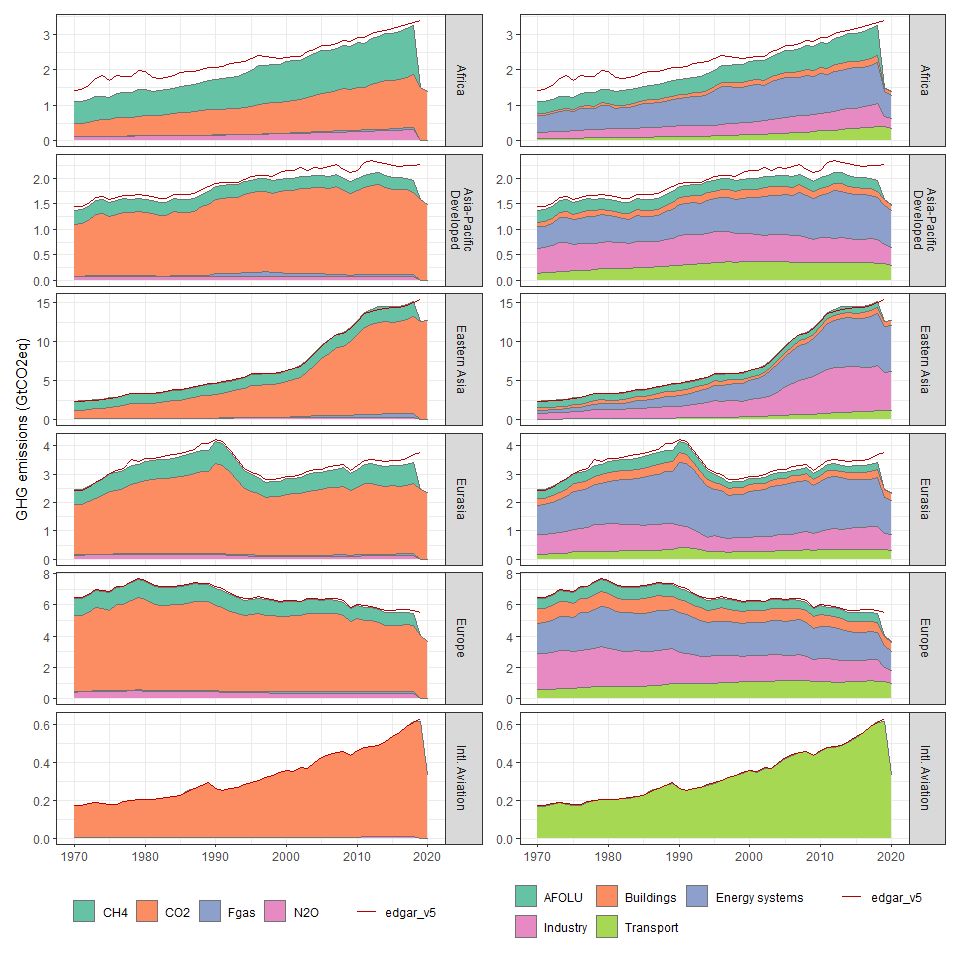 GHG emissions (GtCO2eq)
3
2
1
0
Africa
Africa
3
2
1
0
2.0
1.5
1.0
0.5
0.0
Asia-Pacific
Developed
2.0
1.5
1.0
0.5
0.0
Asia-Pacific
Developed
15
10
5
0
Eastern Asia
15
10
5
0
Eastern Asia
4
3
2
1
0
Eurasia
4
3
2
1
0
Eurasia
8
6
4
2
0
Europe
8
6
4
2
0
Europe
0.6
0.4
0.2
0.0
Intl. Aviation
0.6
0.4
0.2
0.0
Intl. Aviation
1970 1980 1990 2000 2010 2020
1970 1980 1990 2000 2010 2020
CH4 CO2 Fgas N2O edgar_v5
AFOLU Buildings Energy systems edgar_v5
Industry Transport